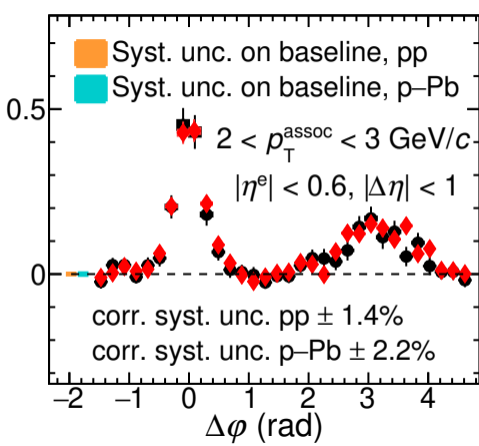 Syst. unc. on baseline, pp
Syst. unc. on baseline, p–Pb
0.5
2 < p_T^assoc < 3 GeV/c
|η^e| < 0.6, |Δη| < 1
0
corr. syst. unc. pp ± 1.4%
corr. syst. unc. p–Pb ± 2.2%
−2 −1 0 1 2 3 4
Δφ (rad)